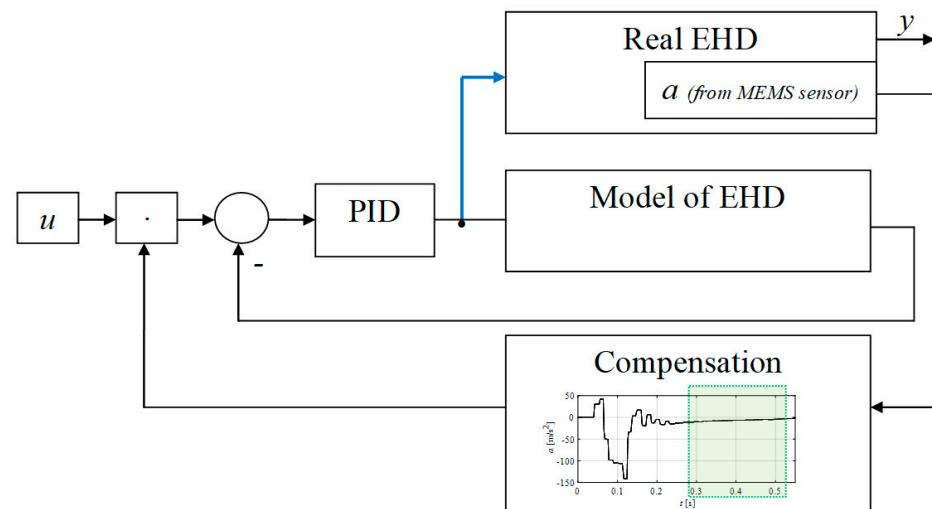 Real EHD
y
a (from MEMS sensor)
u
·
PID
Model of EHD
-
Compensation
50
0
-50
-100
-150
a [m/s²]
0
0.1
0.2
0.3
0.4
0.5
t [s]